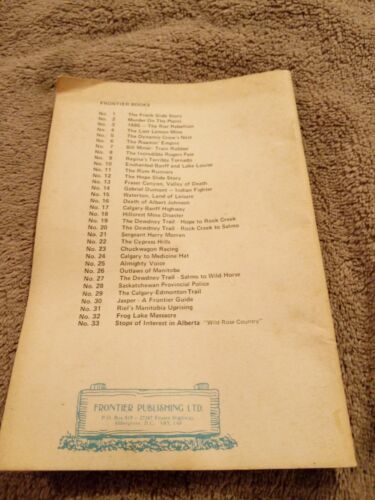 FRONTIER BOOKS
No. 1 The Frank Slide Story
No. 2 Murder On The Plains
No. 3 1885 - The Riel Rebellion
No. 4 The Lost Lemon Mine
No. 5 The Dynamic Crow's Nest
No. 6 The Roamin' Empire
No. 7 Bill Miner, Train Robber
No. 8 The Incredible Rogers Pass
No. 9 Regina's Terrible Tornado
No. 10 Enchanted Banff and Lake Louise
No. 11 The Rum Runners
No. 12 The Hope Slide Story
No. 13 Fraser Canyon, Valley of Death
No. 14 Gabriel Dumont - Indian Fighter
No. 15 Waterton, Land of Leisure
No. 16 Death of Albert Johnson
No. 17 Calgary-Banff Highway
No. 18 Hillcrest Mine Disaster
No. 19 The Dewdney Trail - Hope to Rock Creek
No. 20 The Dewdney Trail - Rock Creek to Salmo
No. 21 Sergeant Harry Morren
No. 22 The Cypress Hills
No. 23 Chuckwagon Racing
No. 24 Calgary to Medicine Hat
No. 25 Almighty Voice
No. 26 Outlaws of Manitoba
No. 27 The Dewdney Trail - Salmo to Wild Horse
No. 28 Saskatchewan Provincial Police
No. 29 The Calgary-Edmonton Trail
No. 30 Jasper - A Frontier Guide
No. 31 Riel's Manitoba Uprising
No. 32 Frog Lake Massacre
No. 33 Stops of Interest in Alberta "Wild Rose Country"
FRONTIER PUBLISHING LTD.
P.O. Box 819 - Fraser Highway,
Aldergrove, B.C.